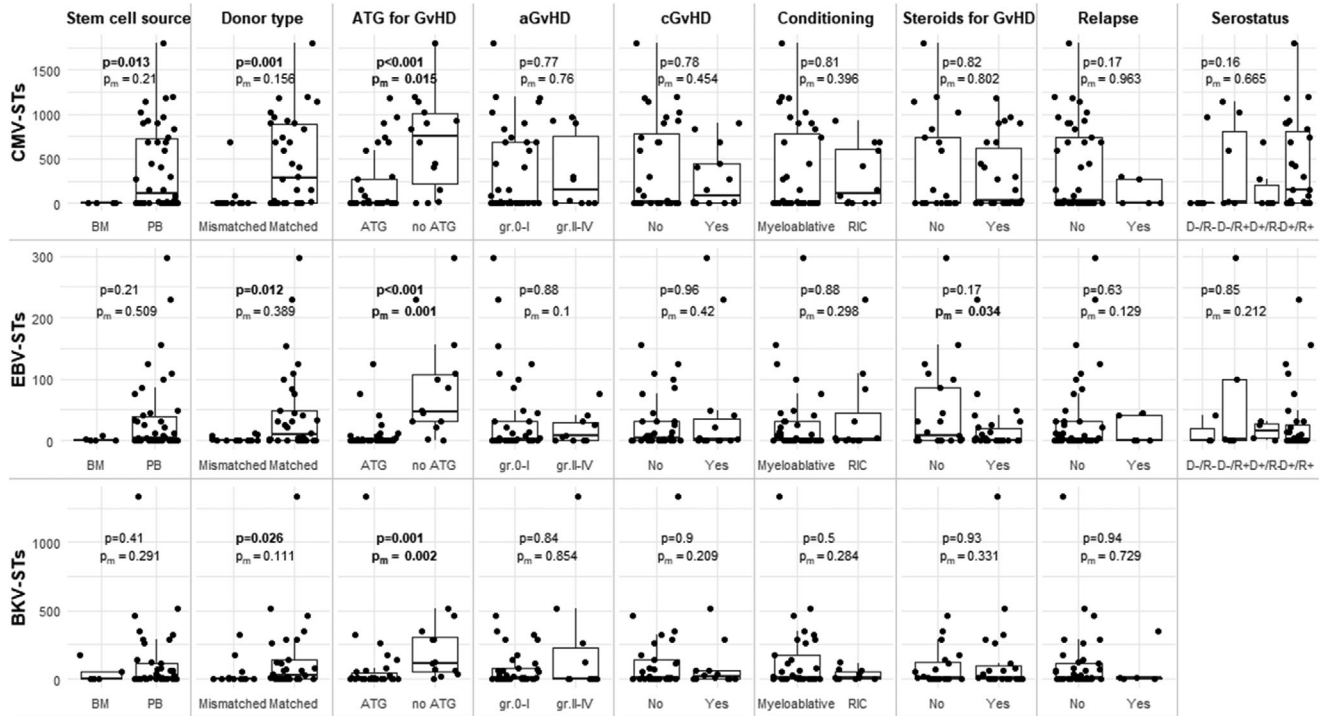 Stem cell source Donor type ATG for GvHD aGvHD cGvHD Conditioning Steroids for GvHD Relapse Serostatus
CMV-STs
1500
1000
500
0
p=0.013 p=0.001 p<0.001 p=0.77 p=0.78 p=0.81 p=0.82 p=0.17 p=0.16
pm = 0.21 pm = 0.156 pm = 0.015 pm = 0.76 pm = 0.454 pm = 0.396 pm = 0.802 pm = 0.963 pm = 0.665
BM PB Mismatched Matched ATG no ATG gr.0-I gr.II-IV No Yes Myeloablative RIC No Yes No Yes D-/R- D-/R+ D+/R- D+/R+
EBV-STs
300
200
100
0
p=0.21 p=0.012 p<0.001 p=0.88 p=0.96 p=0.88 p=0.17 p=0.63 p=0.85
pm = 0.509 pm = 0.389 pm = 0.001 pm = 0.1 pm = 0.42 pm = 0.298 pm = 0.034 pm = 0.129 pm = 0.212
BM PB Mismatched Matched ATG no ATG gr.0-I gr.II-IV No Yes Myeloablative RIC No Yes No Yes D-/R- D-/R+ D+/R- D+/R+
BKV-STs
1000
500
0
p=0.41 p=0.026 p=0.001 p=0.84 p=0.9 p=0.5 p=0.93 p=0.94
pm = 0.291 pm = 0.111 pm = 0.002 pm = 0.854 pm = 0.209 pm = 0.284 pm = 0.331 pm = 0.729
BM PB Mismatched Matched ATG no ATG gr.0-I gr.II-IV No Yes Myeloablative RIC No Yes No Yes